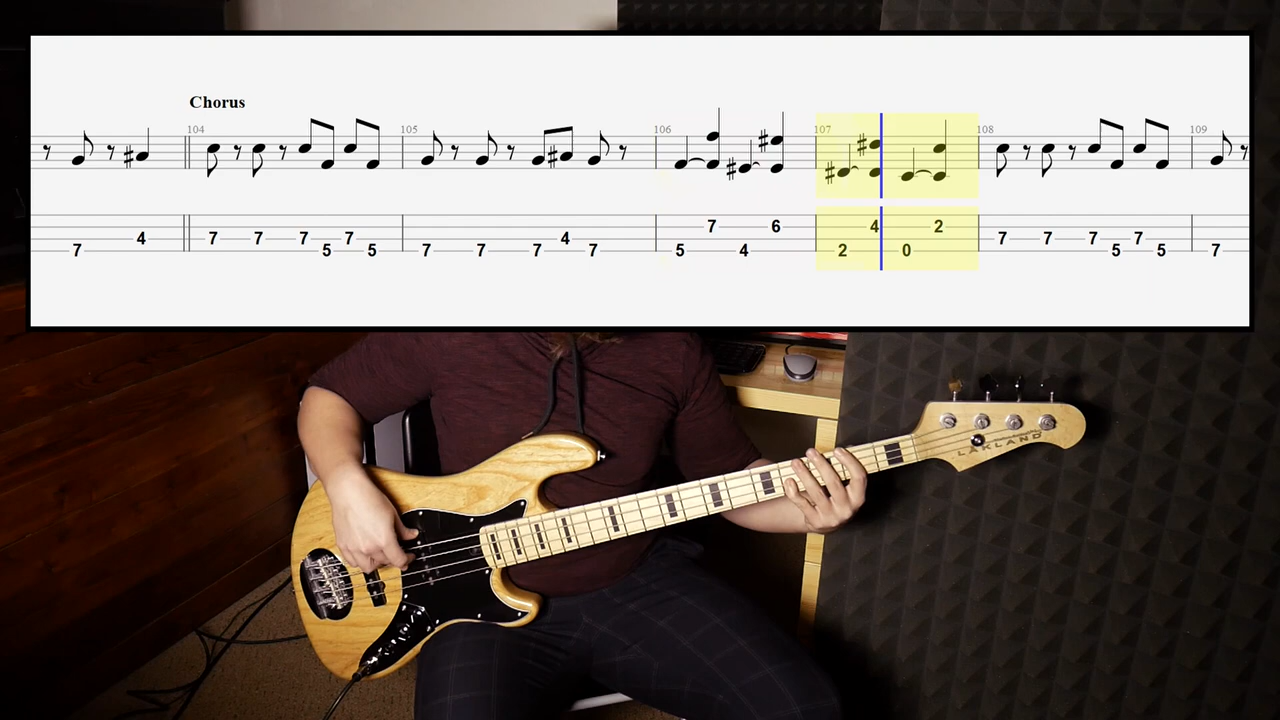 Chorus
104 105 106 107 108 109
7 6 4 2
4 7 7 7 7 4 7 7 7 7
7 5 5 7 7 7 7 5 4 2 0 5 5 7
LAKLAND